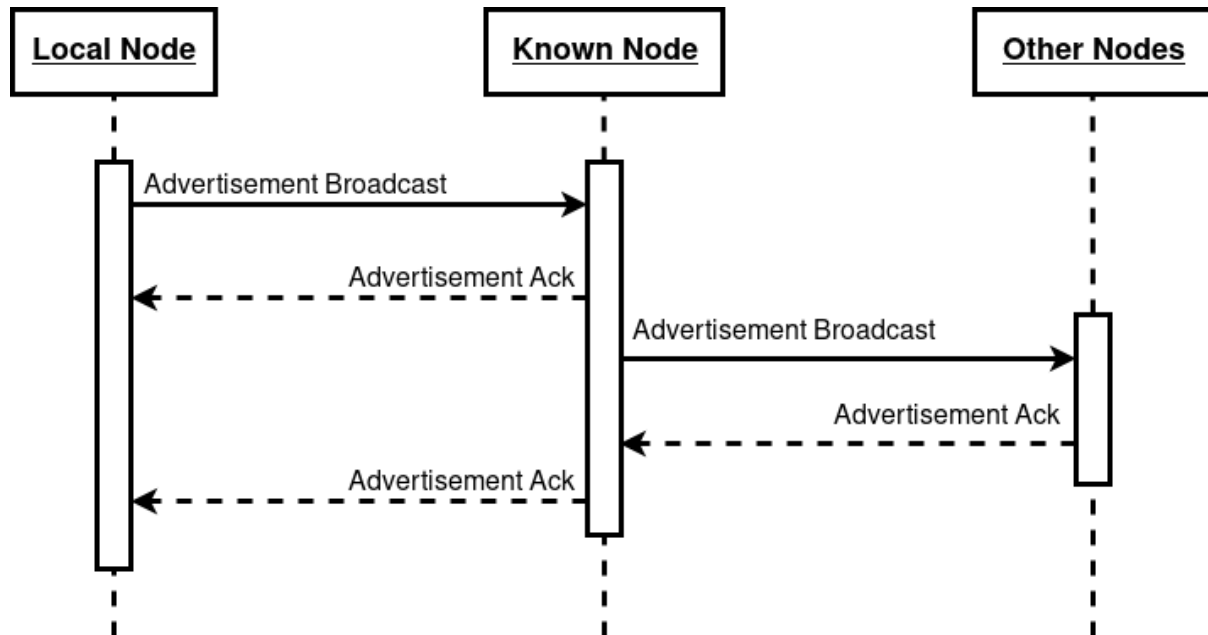 Local Node
Known Node
Other Nodes
Advertisement Broadcast
Advertisement Ack
Advertisement Broadcast
Advertisement Ack
Advertisement Ack